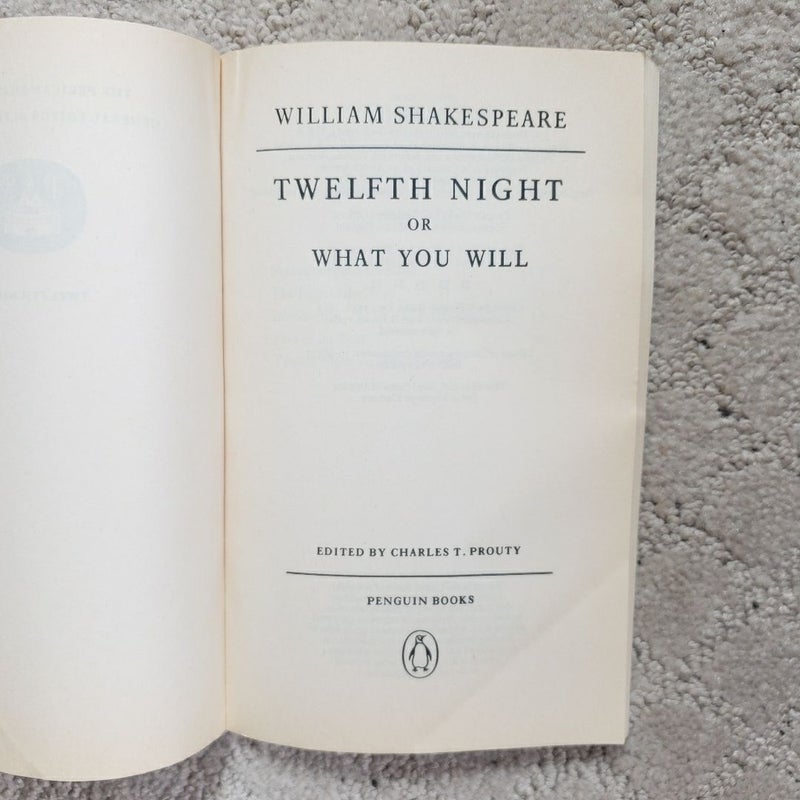 WILLIAM SHAKESPEARE
TWELFTH NIGHT
OR
WHAT YOU WILL
EDITED BY CHARLES T. PROUTY
PENGUIN BOOKS